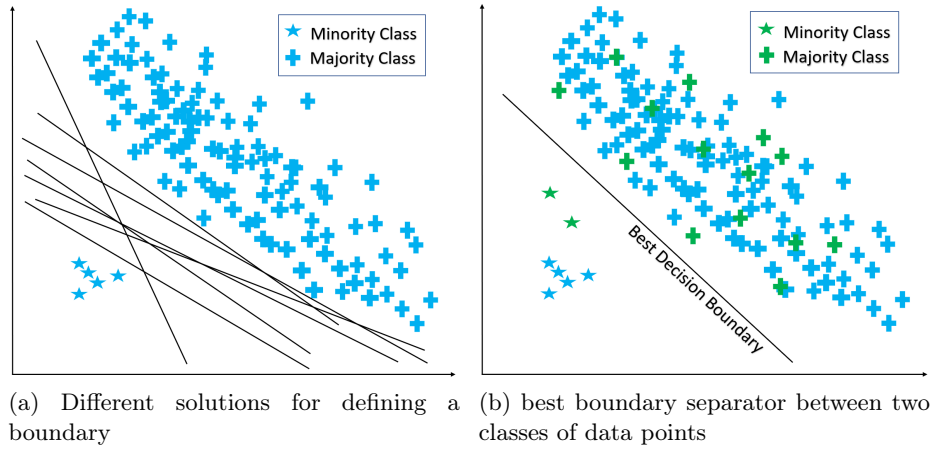 Minority Class
Majority Class
Minority Class
Majority Class
Best Decision Boundary
(a) Different solutions for defining a
boundary
(b) best boundary separator between two
classes of data points